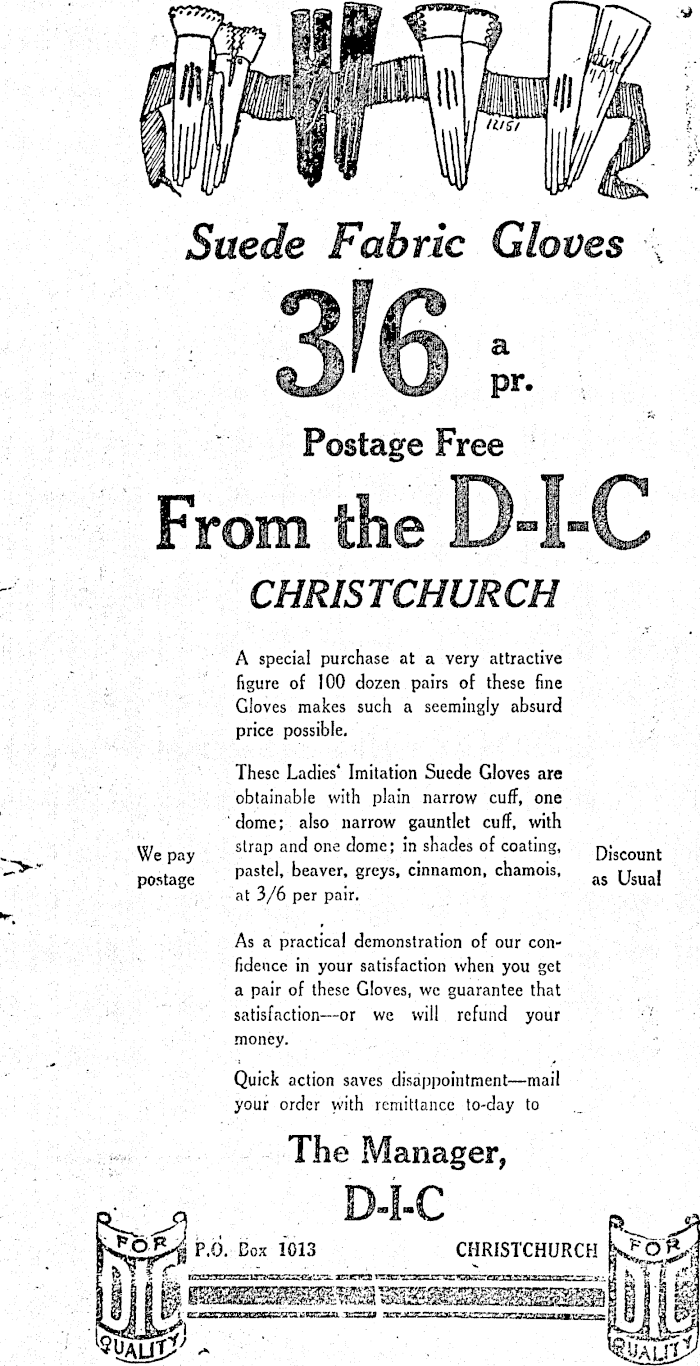 12151
Suede Fabric Gloves
3/6 a
pr.
Postage Free
From the D-I-C
CHRISTCHURCH
A special purchase at a very attractive
figure of 100 dozen pairs of these fine
Gloves makes such a seemingly absurd
price possible.
These Ladies' Imitation Suede Gloves are
obtainable with plain narrow cuff, one
dome; also narrow gauntlet cuff, with
strap and one dome; in shades of coating,
pastel, beaver, greys, cinnamon, chamois,
at 3/6 per pair.
We pay
postage
Discount
as Usual
As a practical demonstration of our con-
fidence in your satisfaction when you get
a pair of these Gloves, we guarantee that
satisfaction—or we will refund your
money.
Quick action saves disappointment—mail
your order with remittance to-day to
The Manager,
D-I-C
P.O. Box 1013 CHRISTCHURCH
FOR
DIC
QUALITY
FOR
DIC
QUALITY